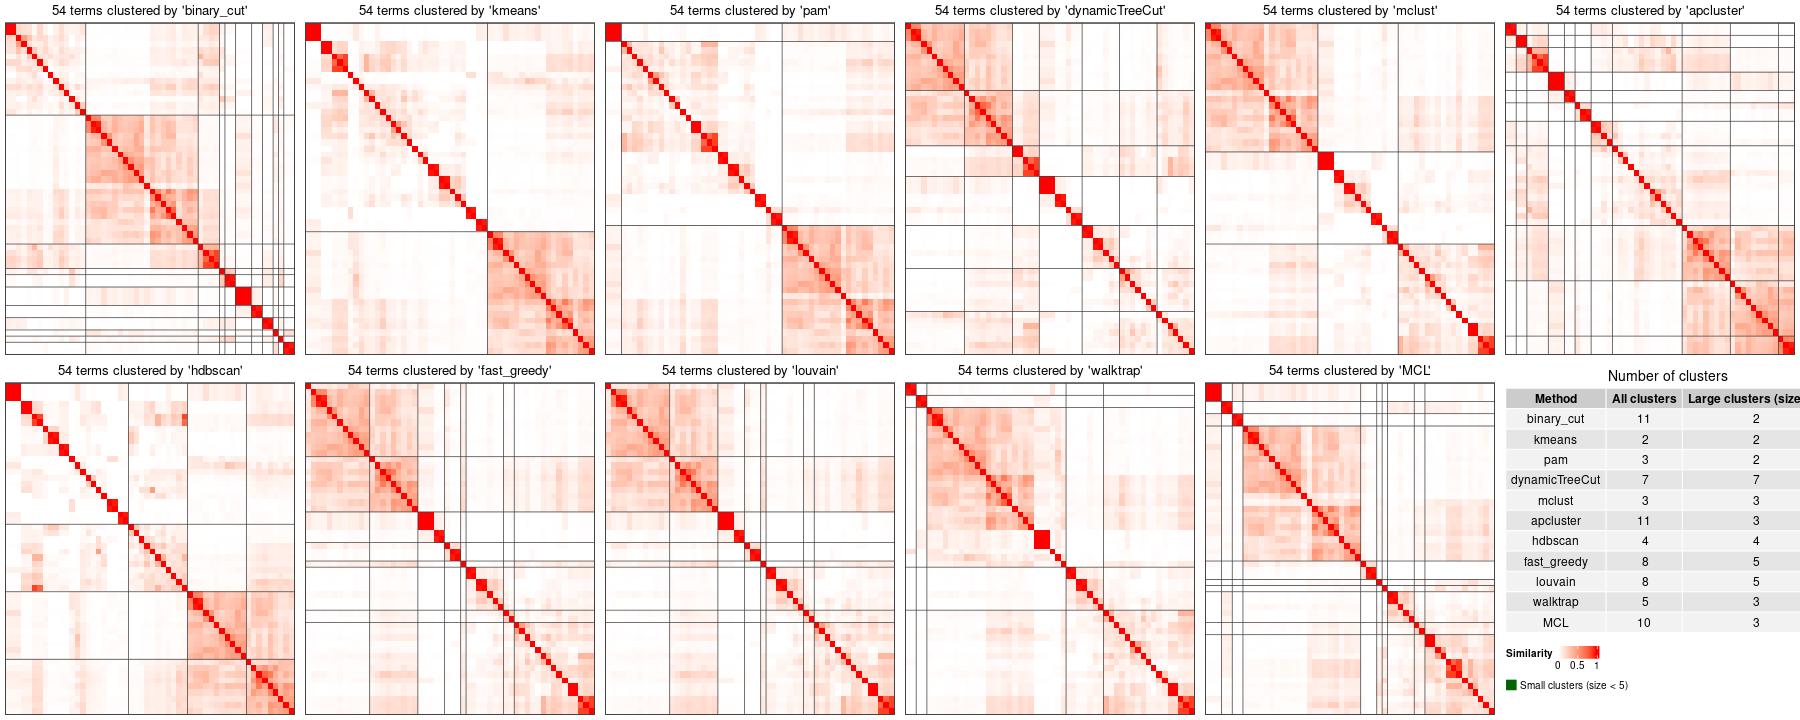 54 terms clustered by 'binary_cut'
54 terms clustered by 'kmeans'
54 terms clustered by 'pam'
54 terms clustered by 'dynamicTreeCut'
54 terms clustered by 'mclust'
54 terms clustered by 'apcluster'
54 terms clustered by 'hdbscan'
54 terms clustered by 'fast_greedy'
54 terms clustered by 'louvain'
54 terms clustered by 'walktrap'
54 terms clustered by 'MCL'
Number of clusters
Method All clusters Large clusters (size
binary_cut 11 2
kmeans 2 2
pam 3 2
dynamicTreeCut 7 7
mclust 3 3
apcluster 11 3
hdbscan 4 4
fast_greedy 8 5
louvain 8 5
walktrap 5 3
MCL 10 3
Similarity
0 0.5 1
Small clusters (size < 5)